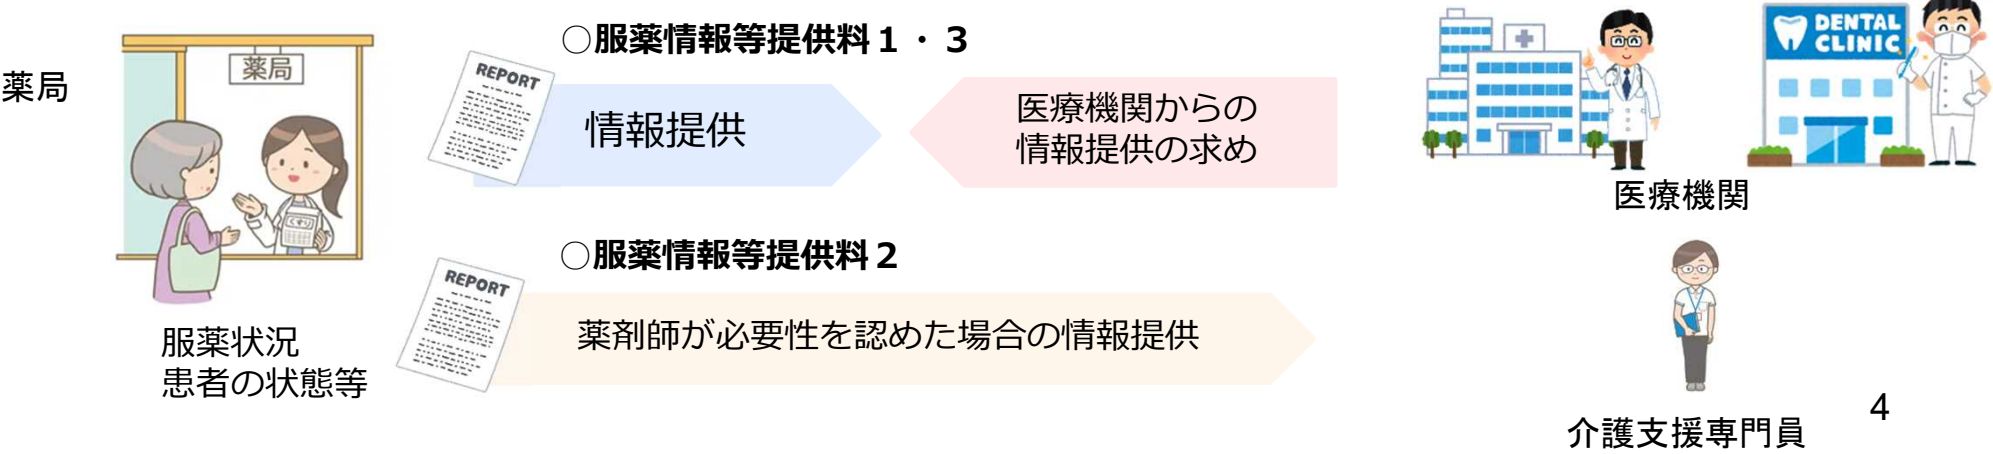 薬局
薬局
くすり
服薬状況
患者の状態等
○服薬情報等提供料１・３
REPORT
情報提供
医療機関からの
情報提供の求め
DENTAL
CLINIC
医療機関
○服薬情報等提供料２
REPORT
薬剤師が必要性を認めた場合の情報提供
介護支援専門員
4